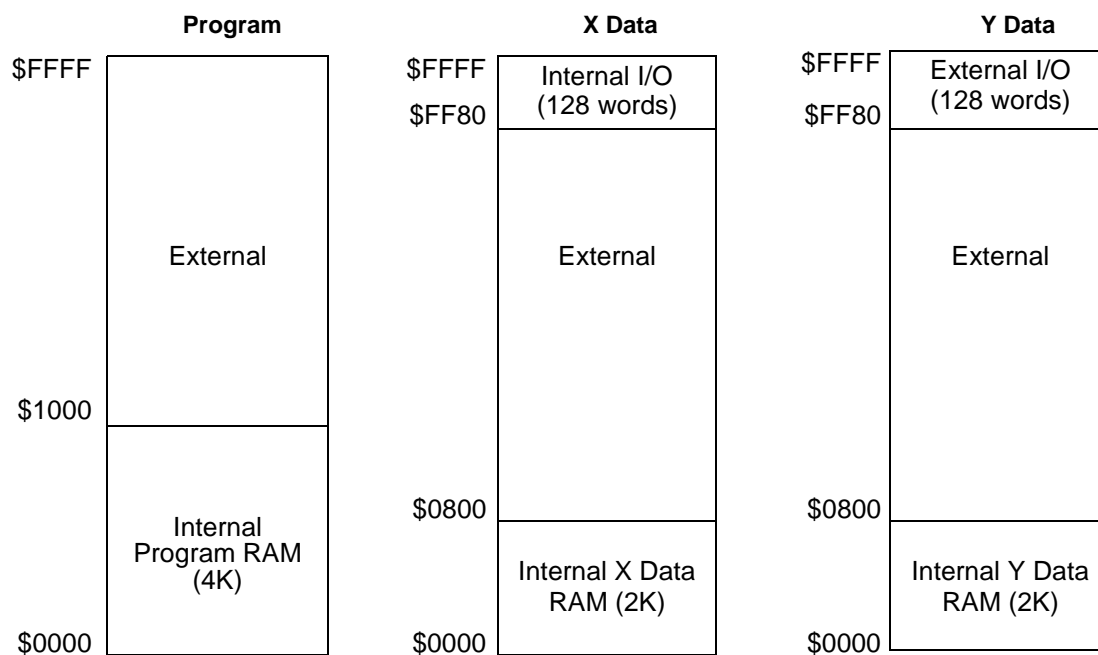 Program
$FFFF
External
$1000
Internal
Program RAM
(4K)
$0000
X Data
$FFFF
Internal I/O
(128 words)
$FF80
External
$0800
Internal X Data
RAM (2K)
$0000
Y Data
$FFFF
External I/O
(128 words)
$FF80
External
$0800
Internal Y Data
RAM (2K)
$0000